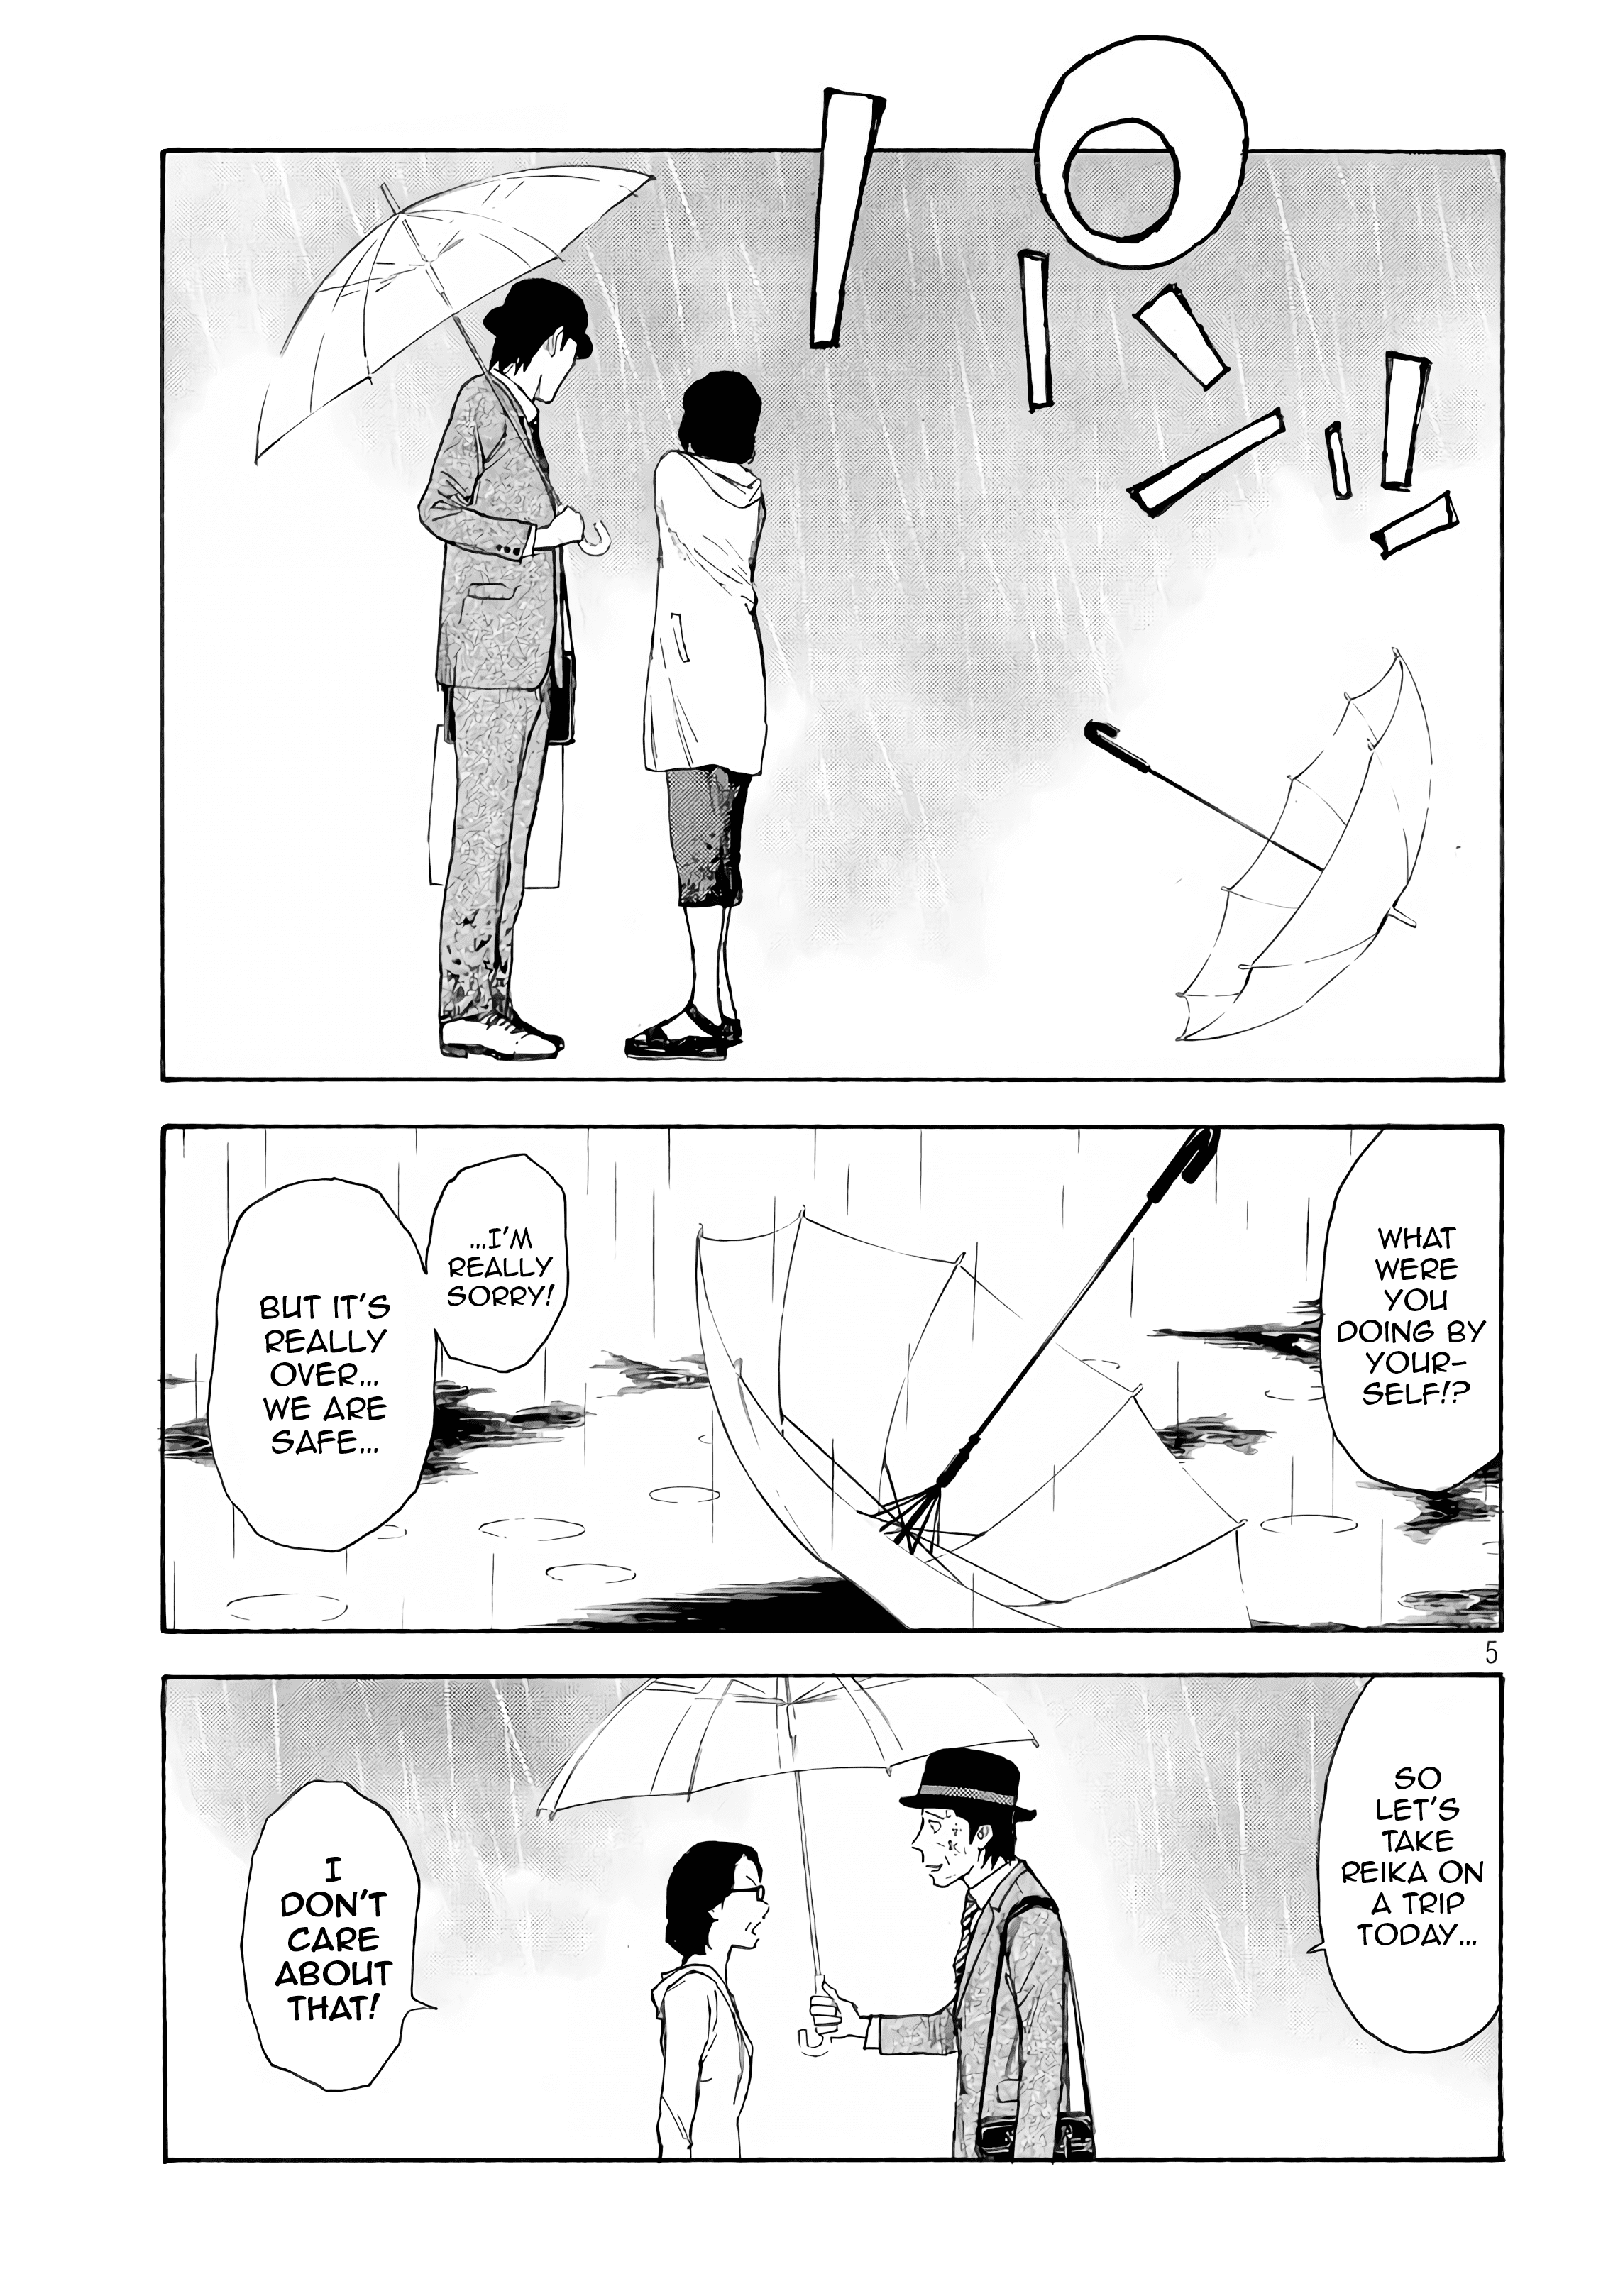 WHAT
WERE
YOU
DOING BY
YOUR-
SELF!?
...I'M
REALLY
SORRY!
BUT IT'S
REALLY
OVER...
WE ARE
SAFE...
5
SO
LET'S
TAKE
REIKA ON
A TRIP
TODAY...
I
DON'T
CARE
ABOUT
THAT!